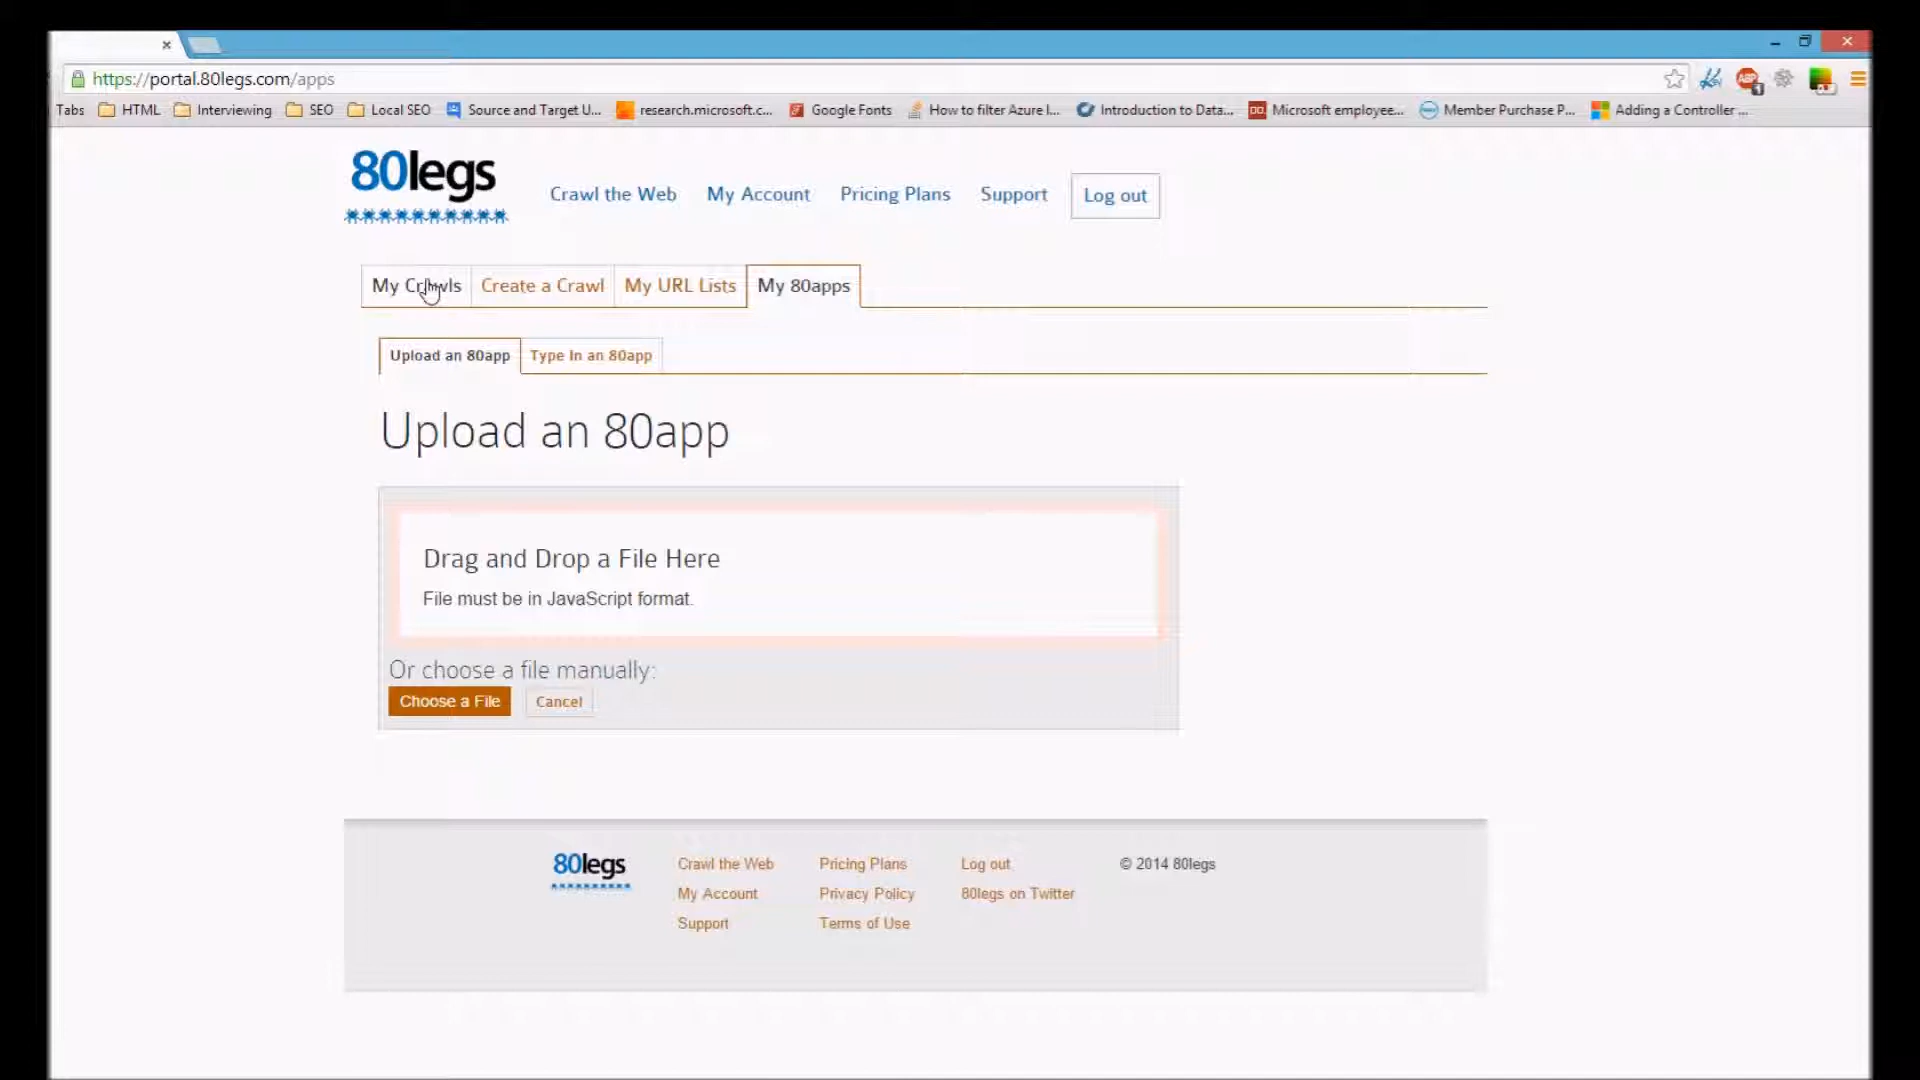 https://portal.80legs.com/apps
Tabs HTML Interviewing SEO Local SEO Source and Target U... research.microsoft.c... Google Fonts How to filter Azure I... Introduction to Data... Microsoft employee... Member Purchase P... Adding a Controller ...
80legs
Crawl the Web My Account Pricing Plans Support Log out
My Crawls Create a Crawl My URL Lists My 80apps
Upload an 80app Type In an 80app
Upload an 80app
Drag and Drop a File Here
File must be in JavaScript format.
Or choose a file manually:
Choose a File Cancel
80legs Crawl the Web Pricing Plans Log out © 2014 80legs
My Account Privacy Policy 80legs on Twitter
Support Terms of Use